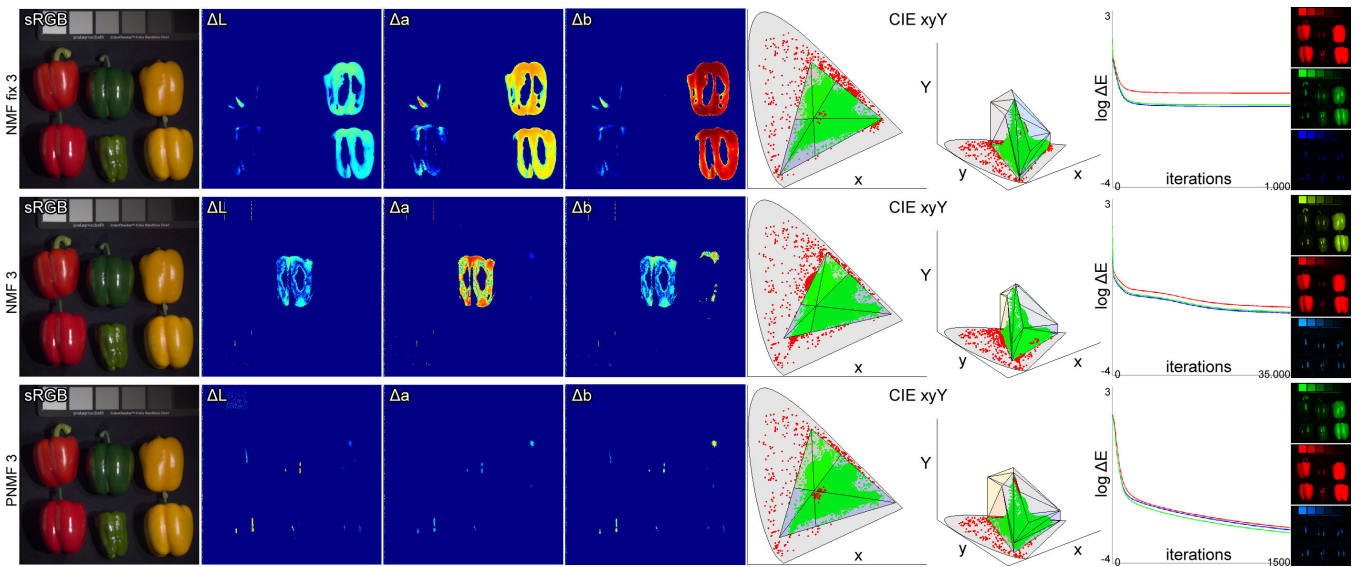 NMF fix 3
sRGB ΔL Δa Δb CIE xyY
x
Y
y
x
3
log ΔE
-4
0
iterations
1.000
NMF 3
sRGB ΔL Δa Δb CIE xyY
x
Y
y
x
3
log ΔE
-4
0
iterations
35.000
PNMF 3
sRGB ΔL Δa Δb CIE xyY
x
Y
y
x
3
log ΔE
-4
0
iterations
1500